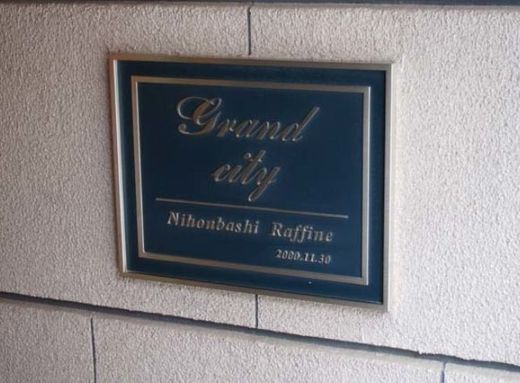 Grand
city
Nihonbashi Raffine
2000.11.30